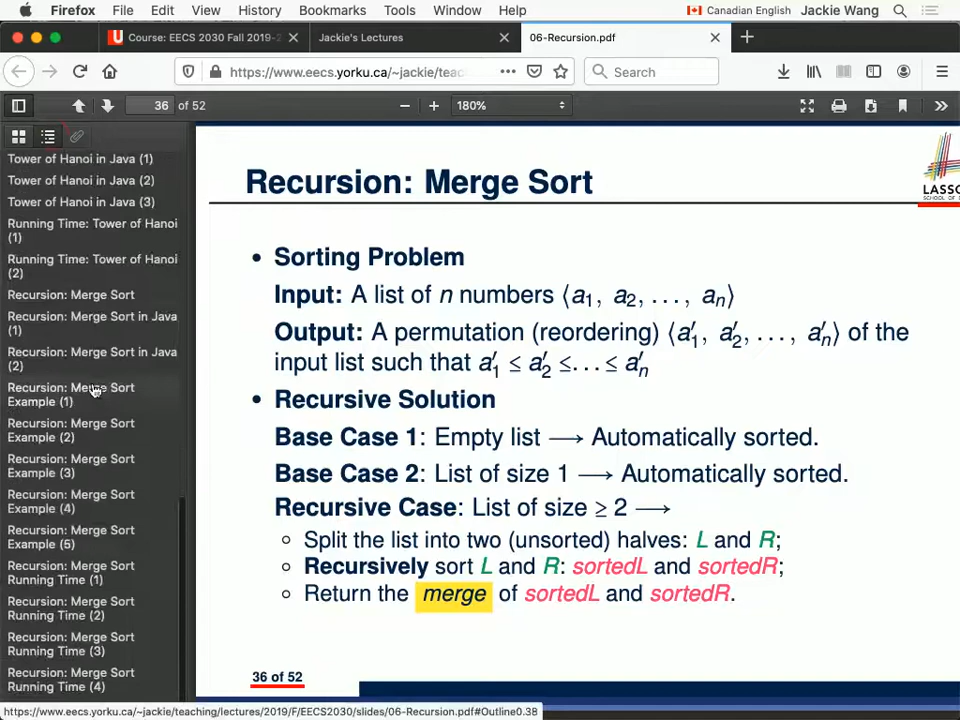 Firefox File Edit View History Bookmarks Tools Window Help Canadian English Jackie Wang
Course: EECS 2030 Fall 2019-2 Jackie's Lectures 06-Recursion.pdf
https://www.eecs.yorku.ca/~jackie/teac Search
36 of 52 180%
Tower of Hanoi in Java (1)
Tower of Hanoi in Java (2)
Tower of Hanoi in Java (3)
Running Time: Tower of Hanoi
(1)
Running Time: Tower of Hanoi
(2)
Recursion: Merge Sort
Recursion: Merge Sort in Java
(1)
Recursion: Merge Sort in Java
(2)
Recursion: Merge Sort
Example (1)
Recursion: Merge Sort
Example (2)
Recursion: Merge Sort
Example (3)
Recursion: Merge Sort
Example (4)
Recursion: Merge Sort
Example (5)
Recursion: Merge Sort
Running Time (1)
Recursion: Merge Sort
Running Time (2)
Recursion: Merge Sort
Running Time (3)
Recursion: Merge Sort
Running Time (4)
Recursion: Merge Sort
LASSO
• Sorting Problem
Input: A list of n numbers ⟨a₁, a₂, ..., aₙ⟩
Output: A permutation (reordering) ⟨a′₁, a′₂, ..., a′ₙ⟩ of the
input list such that a′₁ ≤ a′₂ ≤ ... ≤ a′ₙ
• Recursive Solution
Base Case 1: Empty list ⟶ Automatically sorted.
Base Case 2: List of size 1 ⟶ Automatically sorted.
Recursive Case: List of size ≥ 2 ⟶
◦ Split the list into two (unsorted) halves: L and R;
◦ Recursively sort L and R: sortedL and sortedR;
◦ Return the merge of sortedL and sortedR.
36 of 52
https://www.eecs.yorku.ca/~jackie/teaching/lectures/2019/F/EECS2030/slides/06-Recursion.pdf#Outline0.38